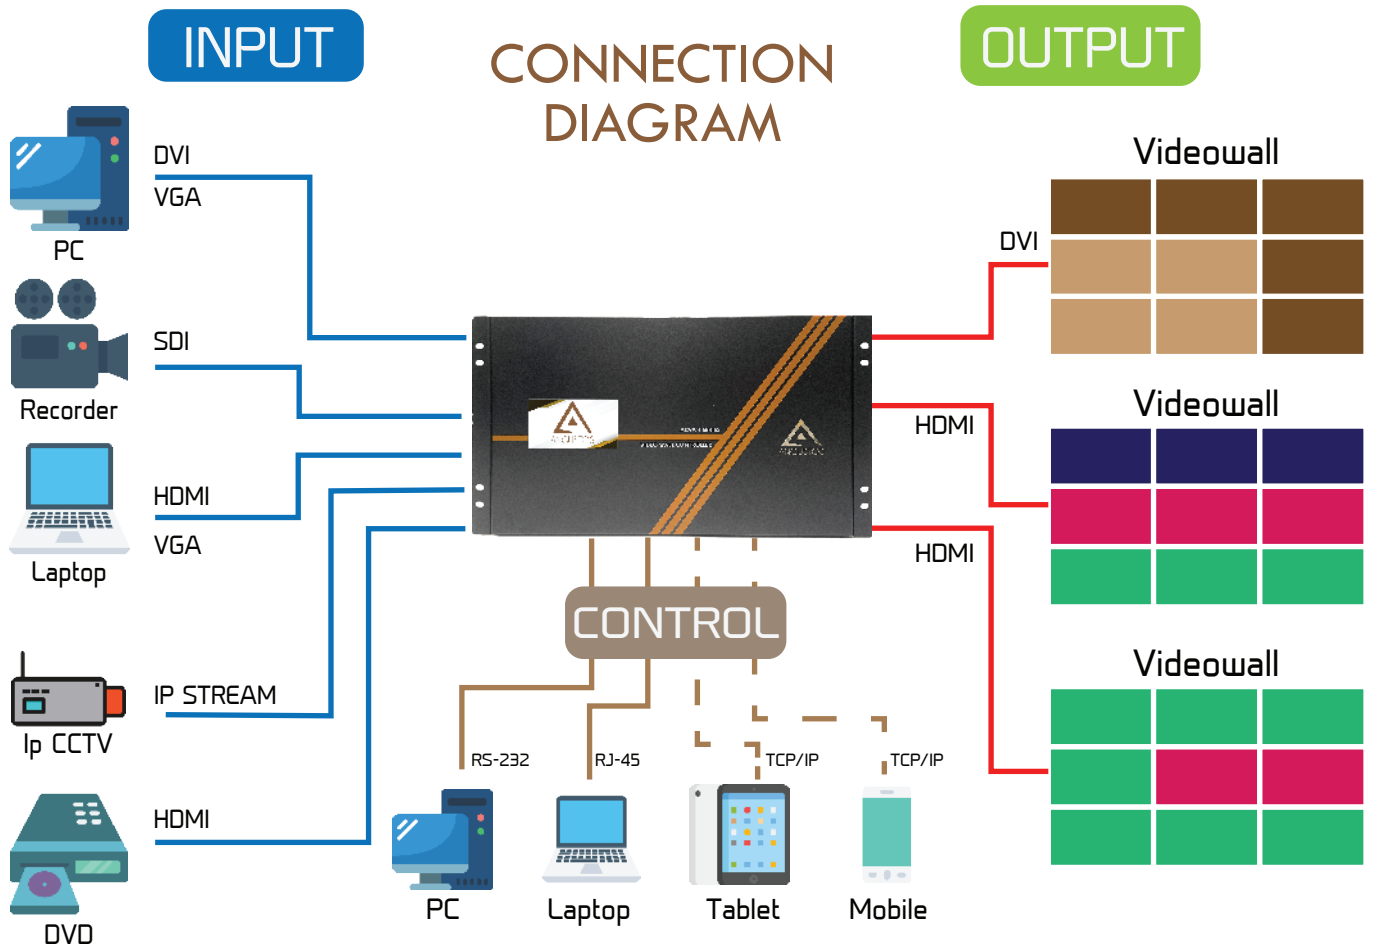 INPUT
CONNECTION
DIAGRAM
OUTPUT
DVI
VGA
PC
SDI
Recorder
HDMI
VGA
Laptop
IP STREAM
Ip CCTV
HDMI
DVD
CONTROL
RS-232
RJ-45
TCP/IP
TCP/IP
PC
Laptop
Tablet
Mobile
Videowall
DVI
Videowall
HDMI
HDMI
Videowall